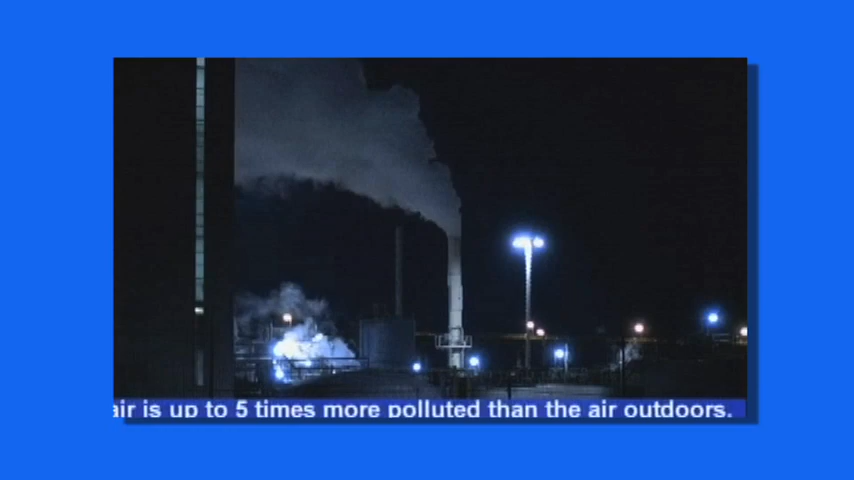 air is up to 5 times more polluted than the air outdoors.